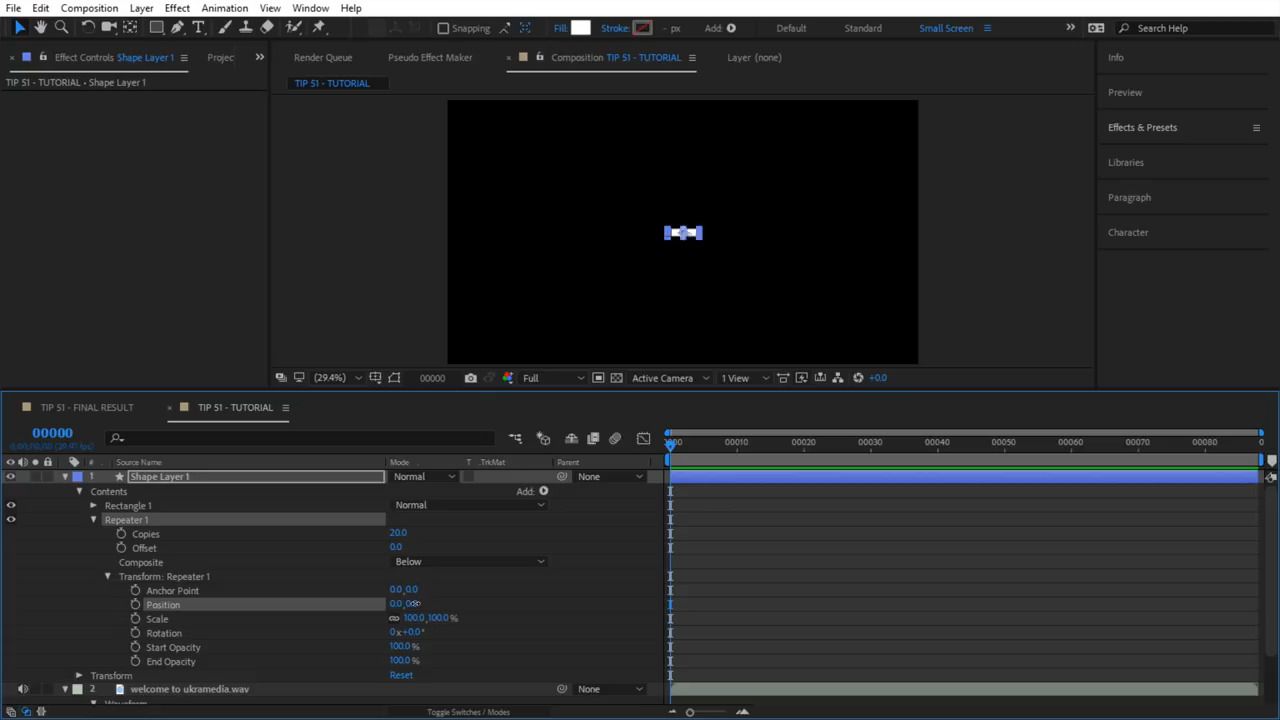 File Edit Composition Layer Effect Animation View Window Help
Snapping Fill: Stroke: - px Add: Default Standard Small Screen Search Help
Effect Controls Shape Layer 1 Projec Render Queue Pseudo Effect Maker Composition TIP 51 - TUTORIAL Layer (none) Info
TIP 51 - TUTORIAL • Shape Layer 1 TIP 51 - TUTORIAL
Preview
Effects & Presets
Libraries
Paragraph
Character
(29.4%) 00000 Full Active Camera 1 View +0.0
TIP 51 - FINAL RESULT TIP 51 - TUTORIAL
00000
00010 00020 00030 00040 00050 00060 00070 00080
# Source Name Mode T .TrkMat Parent
1 Shape Layer 1 Normal None
Contents Add:
Rectangle 1 Normal
Repeater 1
Copies 20.0
Offset 0.0
Composite Below
Transform: Repeater 1
Anchor Point 0.0,0.0
Position 0.0
Scale 100.0,100.0 %
Rotation 0x+0.0°
Start Opacity 100.0 %
End Opacity 100.0 %
Transform Reset
2 welcome to ukramedia.wav None
Waveform
Toggle Switches / Modes